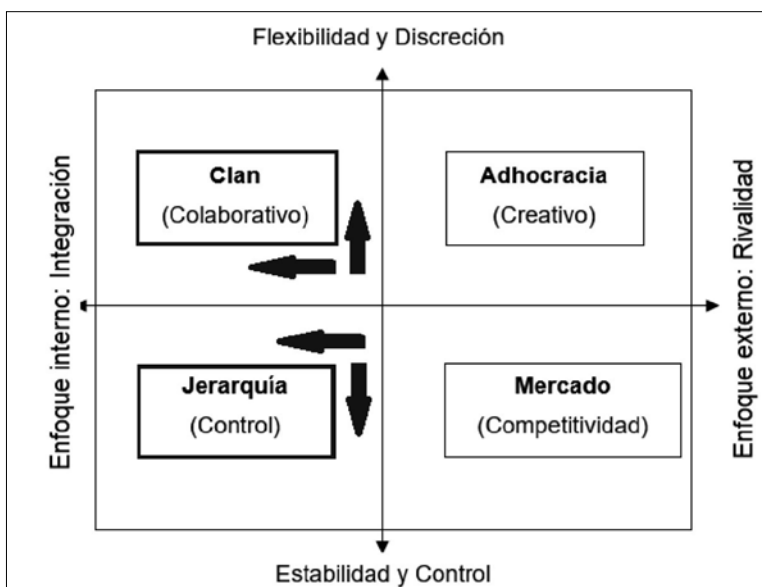 Flexibilidad y Discreción
Enfoque interno: Integración
Clan
(Colaborativo)
Adhocracia
(Creativo)
Jerarquía
(Control)
Mercado
(Competitividad)
Enfoque externo: Rivalidad
Estabilidad y Control